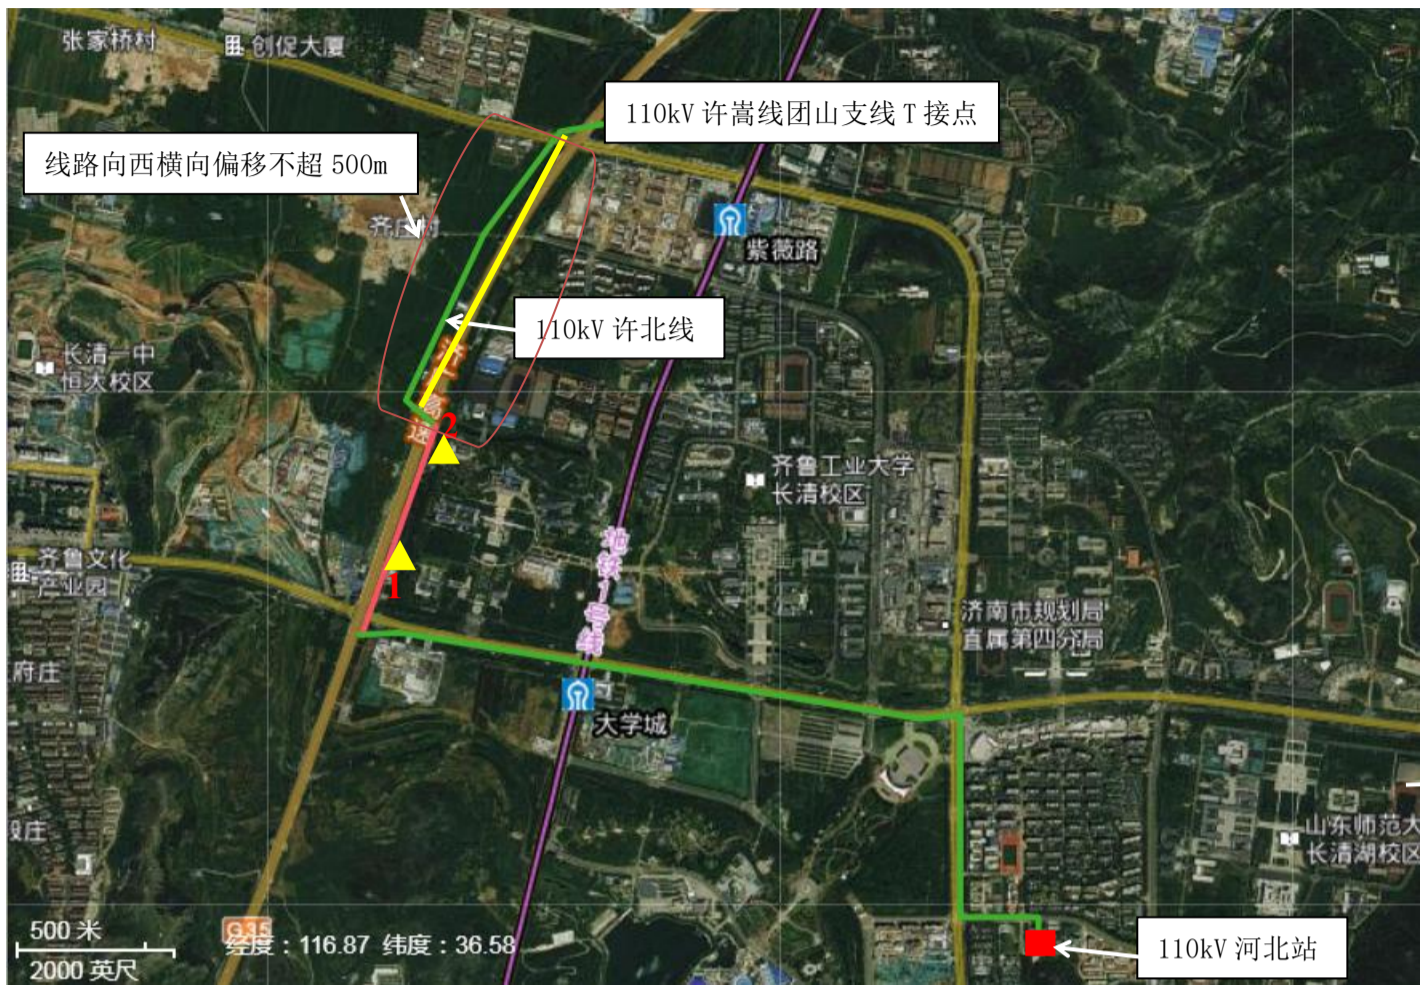 张家桥村
创促大厦
110kV 许嵩线团山支线 T 接点
线路向西横向偏移不超 500m
齐庄村
紫薇路
110kV 许北线
济广高速
长清一中
恒大校区
2
齐鲁工业大学
长清校区
地铁1号线
齐鲁文化
产业园
1
济南市规划局
直属第四分局
府庄
大学城
段庄
山东师范大
长清湖校区
500 米
2000 英尺
G35
经度：116.87 纬度：36.58
110kV 河北站